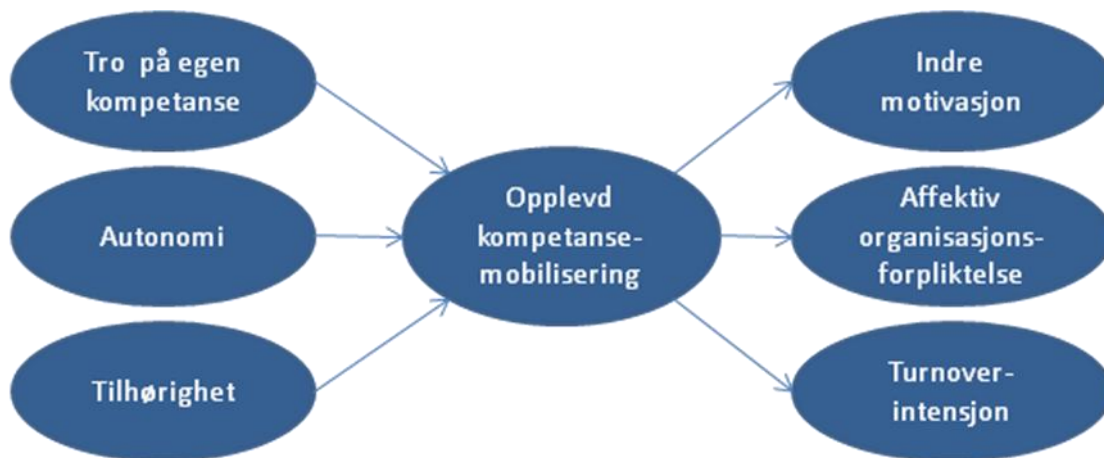 Tro på egen
kompetanse
Autonomi
Tilhørighet
Opplevd
kompetanse-
mobilisering
Indre
motivasjon
Affektiv
organisasjons-
forpliktelse
Turnover-
intensjon